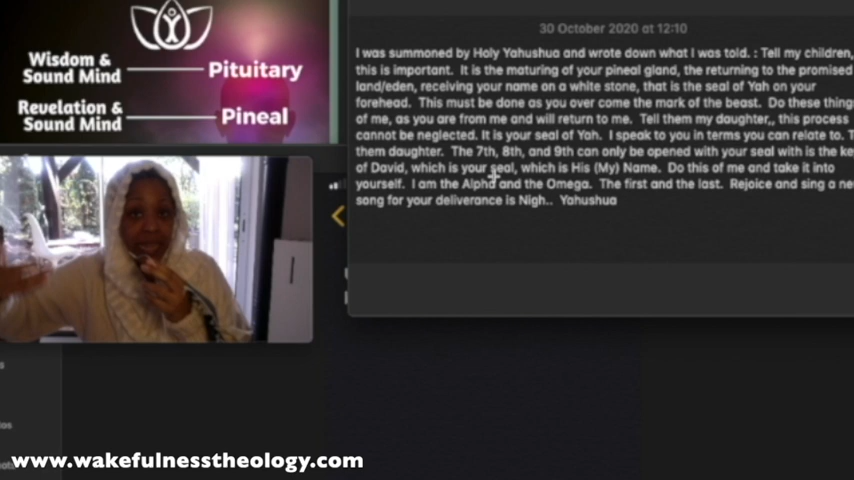 Wisdom &
Sound Mind
Pituitary
Revelation &
Sound Mind
Pineal
30 October 2020 at 12:10
I was summoned by Holy Yahushua and wrote down what I was told. : Tell my children,
this is important. It is the maturing of your pineal gland, the returning to the promised
land/eden, receiving your name on a white stone, that is the seal of Yah on your
forehead. This must be done as you over come the mark of the beast. Do these thing
of me, as you are from me and will return to me. Tell them my daughter,, this process
cannot be neglected. It is your seal of Yah. I speak to you in terms you can relate to. T
them daughter. The 7th, 8th, and 9th can only be opened with your seal with is the ke
of David, which is your seal, which is His (My) Name. Do this of me and take it into
yourself. I am the Alpha and the Omega. The first and the last. Rejoice and sing a ne
song for your deliverance is Nigh.. Yahushua
www.wakefulnesstheology.com